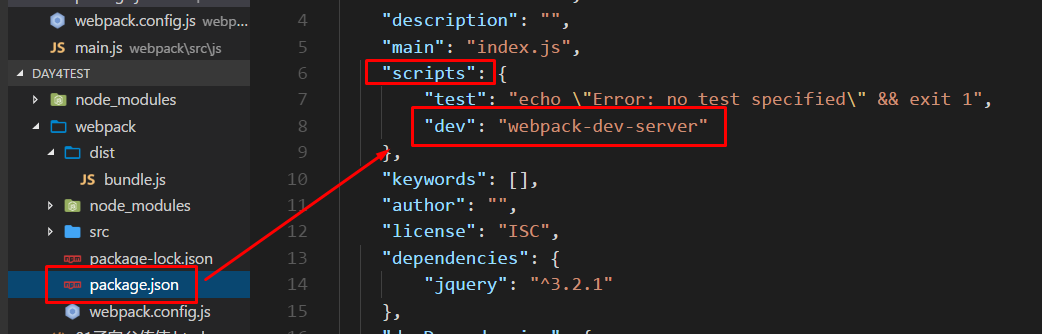 webpack.config.js webp...
JS main.js webpack\src\js
DAY4TEST
node_modules
webpack
dist
JS bundle.js
node_modules
src
package-lock.json
package.json
webpack.config.js
4 "description": "",
5 "main": "index.js",
6 "scripts": {
7 "test": "echo \"Error: no test specified\" && exit 1",
8 "dev": "webpack-dev-server"
9 },
10 "keywords": [],
11 "author": "",
12 "license": "ISC",
13 "dependencies": {
14 "jquery": "^3.2.1"
15 },